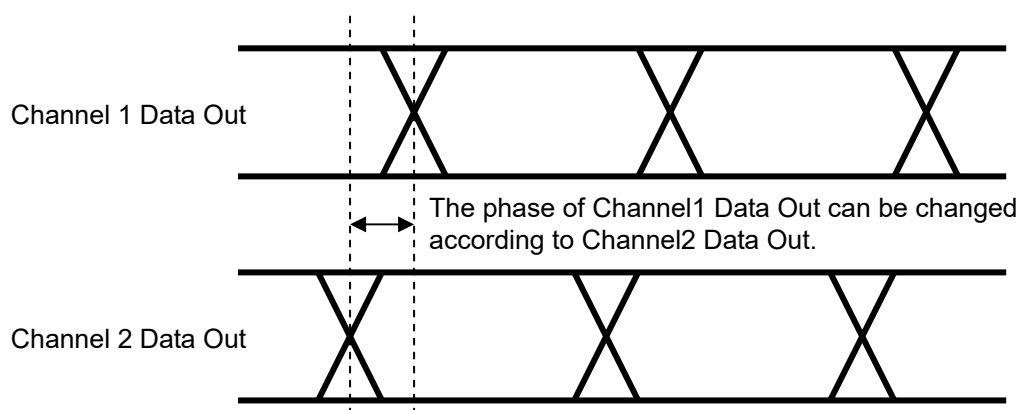 Channel 1 Data Out
The phase of Channel1 Data Out can be changed
according to Channel2 Data Out.
Channel 2 Data Out